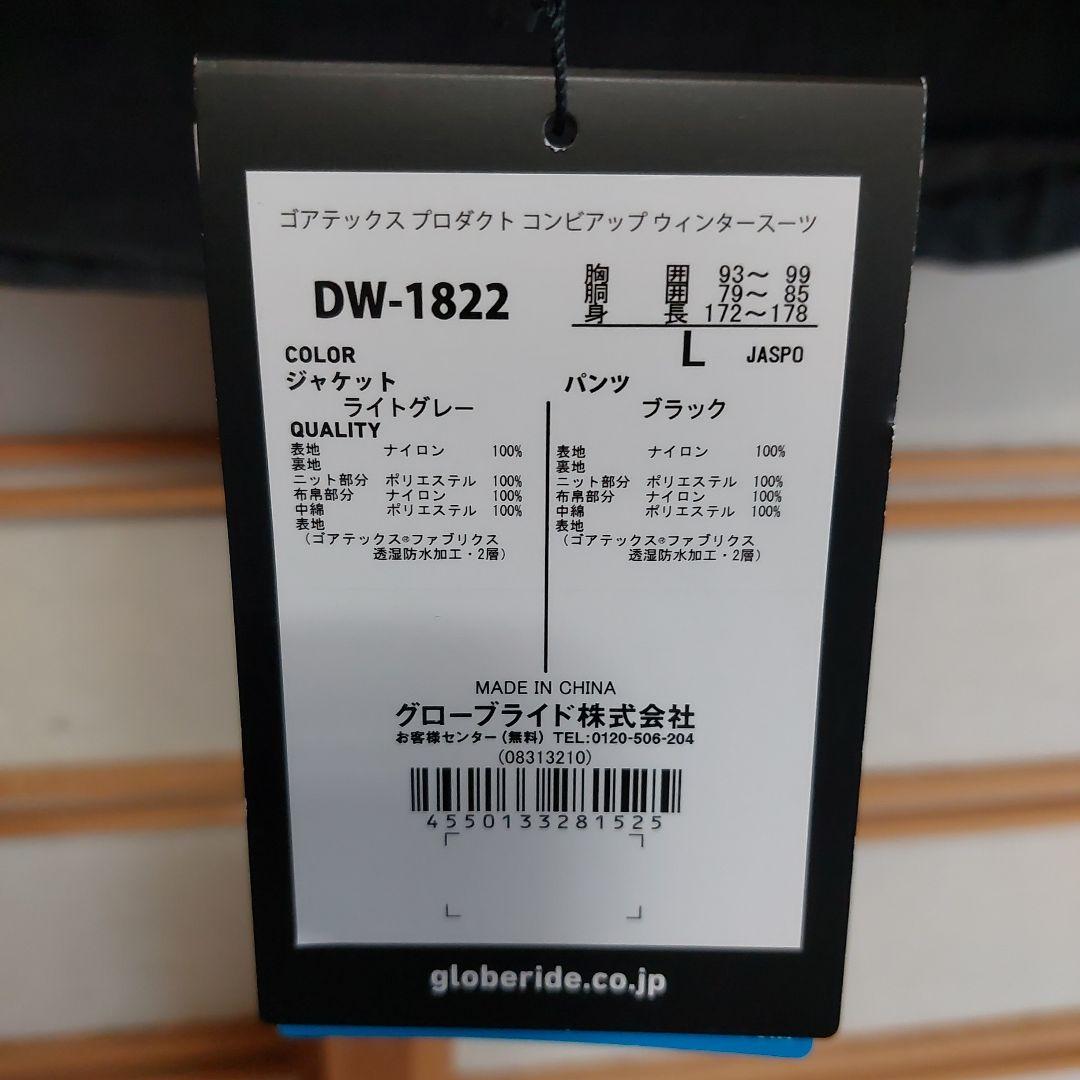 ゴアテックス プロダクト コンビアップ ウィンタースーツ
DW-1822
胸 囲 93～ 99
胴 囲 79～ 85
身 長 172～178
L JASPO
COLOR
ジャケット パンツ
ライトグレー ブラック
QUALITY
表地 ナイロン 100%
裏地
ニット部分 ポリエステル 100%
布帛部分 ナイロン 100%
中綿 ポリエステル 100%
表地
(ゴアテックス®ファブリクス
透湿防水加工・2層)
表地 ナイロン 100%
裏地
ニット部分 ポリエステル 100%
布帛部分 ナイロン 100%
中綿 ポリエステル 100%
表地
(ゴアテックス®ファブリクス
透湿防水加工・2層)
MADE IN CHINA
グローブライド株式会社
お客様センター(無料) TEL:0120-506-204
(08313210)
4550133281525
globeride.co.jp